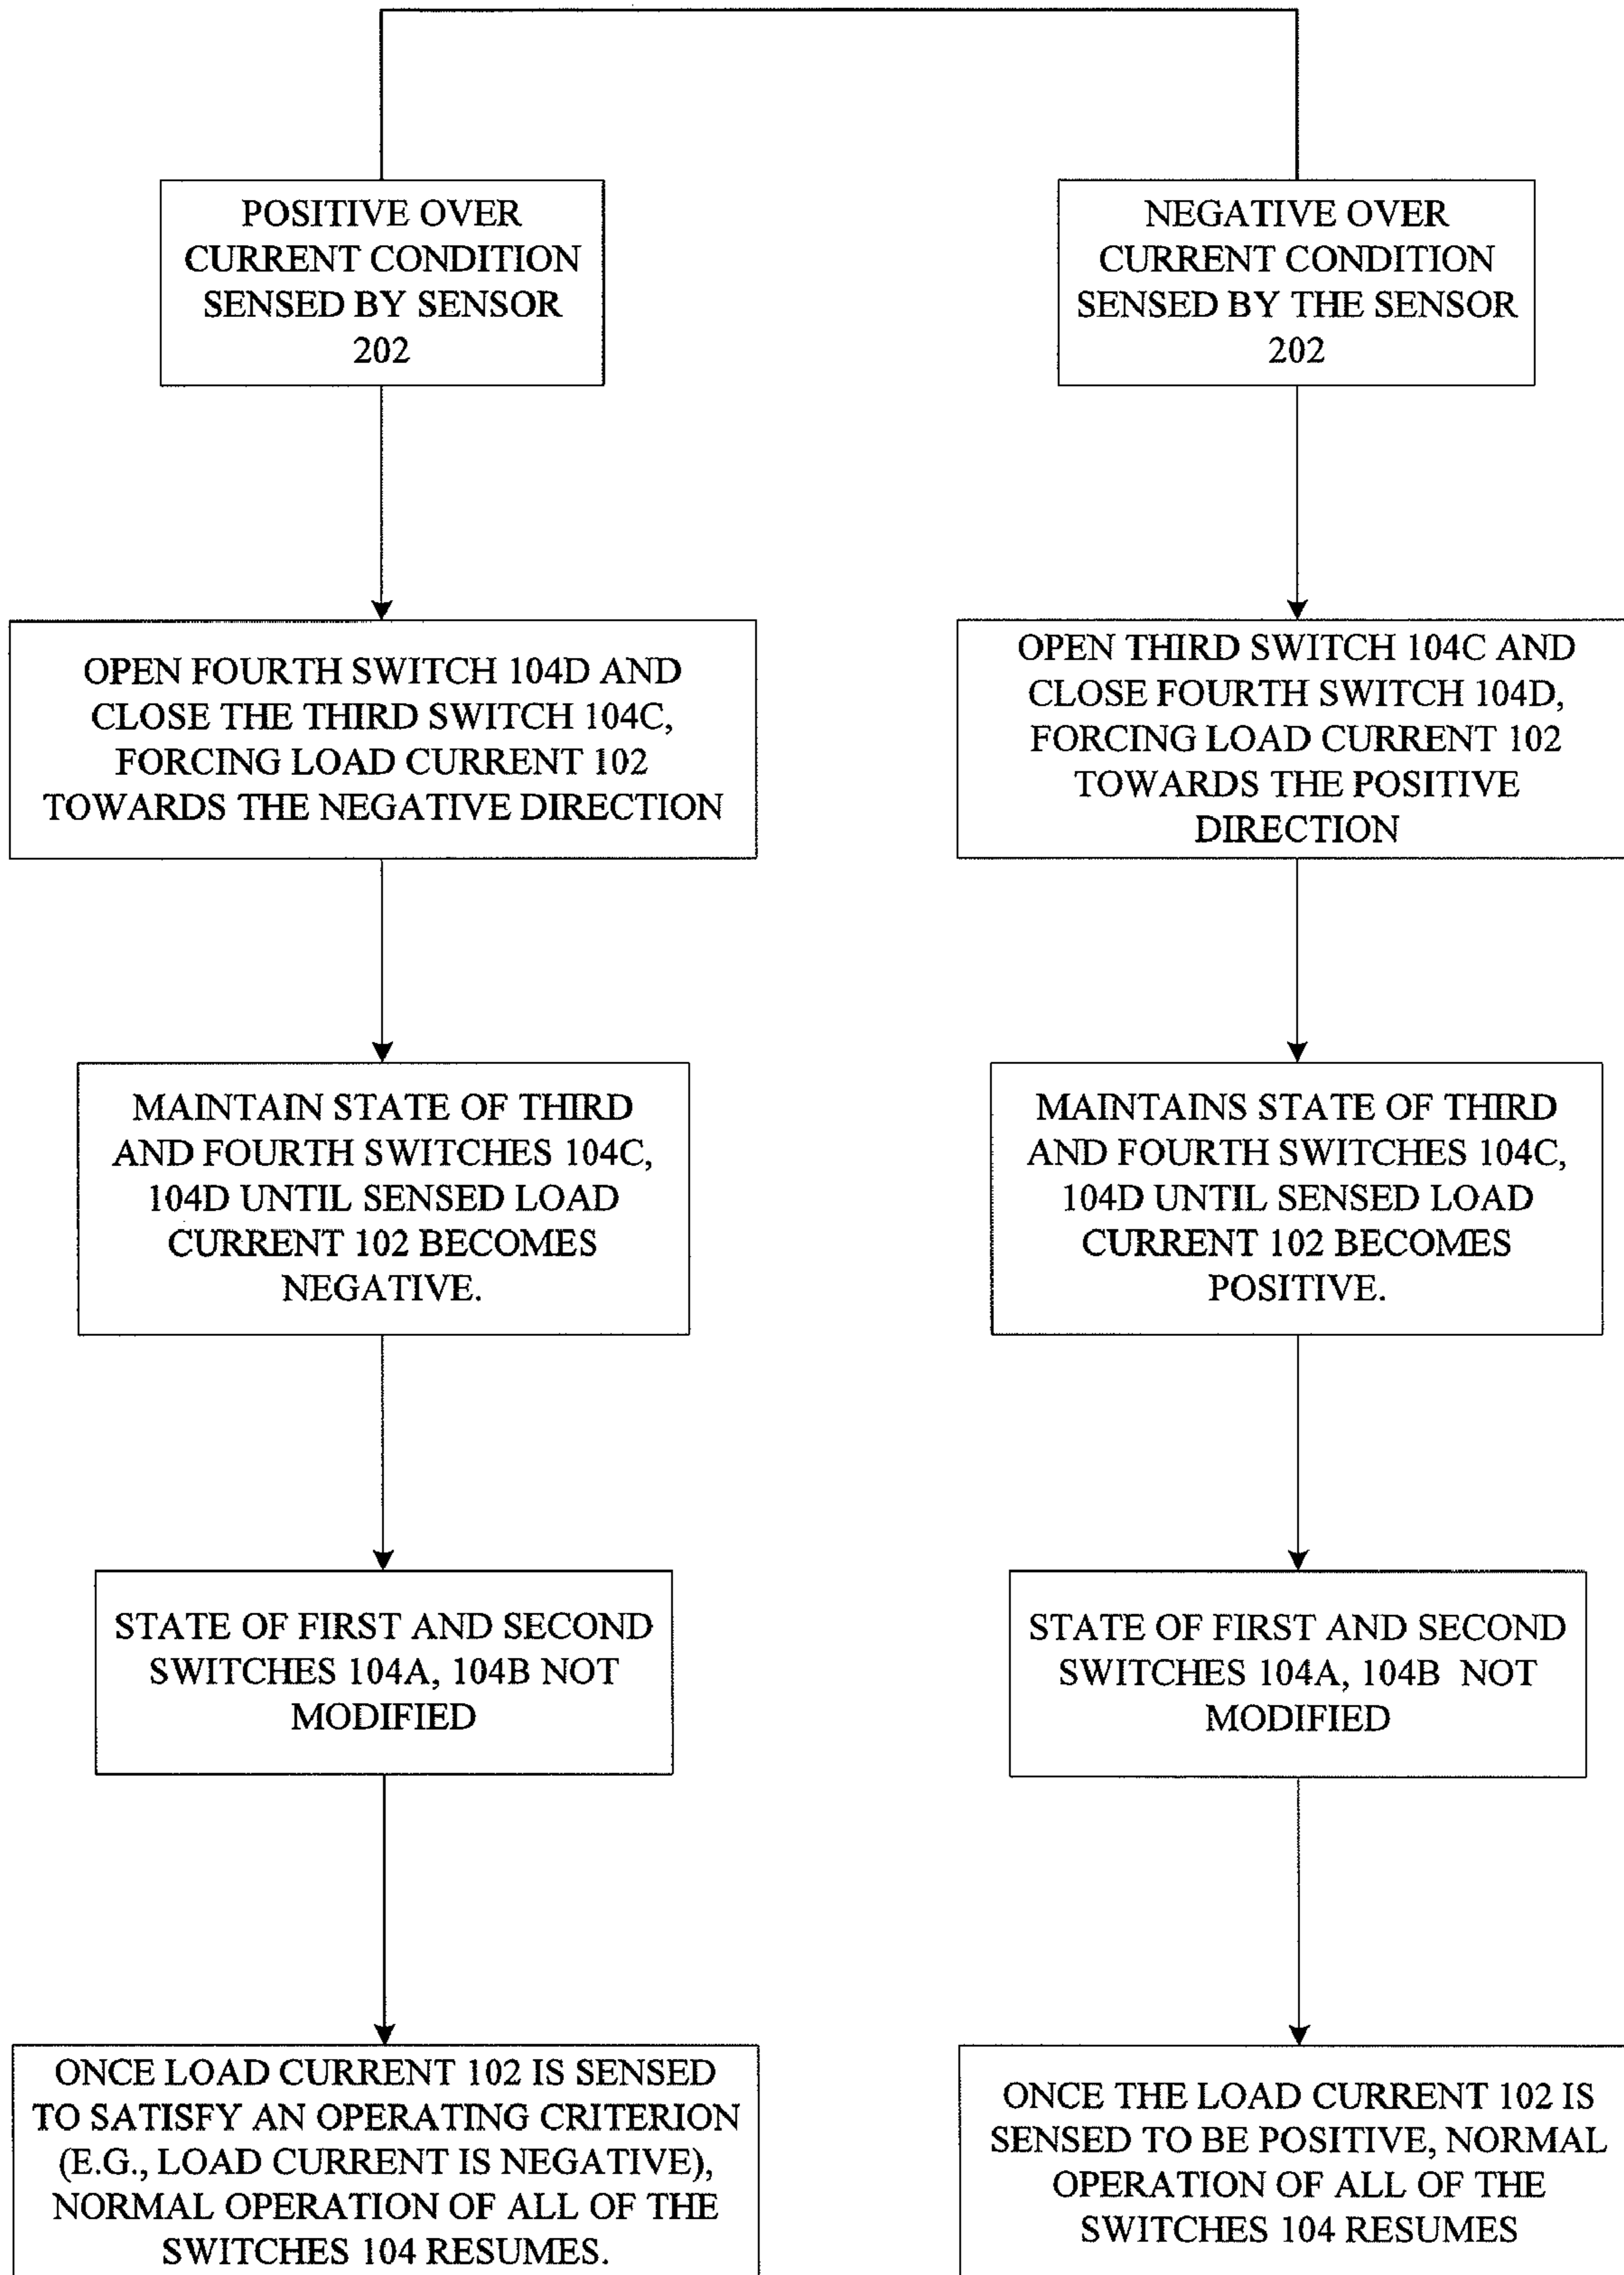 POSITIVE OVER
CURRENT CONDITION
SENSED BY SENSOR
202
OPEN FOURTH SWITCH 104D AND
CLOSE THE THIRD SWITCH 104C,
FORCING LOAD CURRENT 102
TOWARDS THE NEGATIVE DIRECTION
MAINTAIN STATE OF THIRD
AND FOURTH SWITCHES 104C,
104D UNTIL SENSED LOAD
CURRENT 102 BECOMES
NEGATIVE.
STATE OF FIRST AND SECOND
SWITCHES 104A, 104B NOT
MODIFIED
ONCE LOAD CURRENT 102 IS SENSED
TO SATISFY AN OPERATING CRITERION
(E.G., LOAD CURRENT IS NEGATIVE),
NORMAL OPERATION OF ALL OF THE
SWITCHES 104 RESUMES.
NEGATIVE OVER
CURRENT CONDITION
SENSED BY THE SENSOR
202
OPEN THIRD SWITCH 104C AND
CLOSE FOURTH SWITCH 104D,
FORCING LOAD CURRENT 102
TOWARDS THE POSITIVE
DIRECTION
MAINTAINS STATE OF THIRD
AND FOURTH SWITCHES 104C,
104D UNTIL SENSED LOAD
CURRENT 102 BECOMES
POSITIVE.
STATE OF FIRST AND SECOND
SWITCHES 104A, 104B NOT
MODIFIED
ONCE THE LOAD CURRENT 102 IS
SENSED TO BE POSITIVE, NORMAL
OPERATION OF ALL OF THE
SWITCHES 104 RESUMES